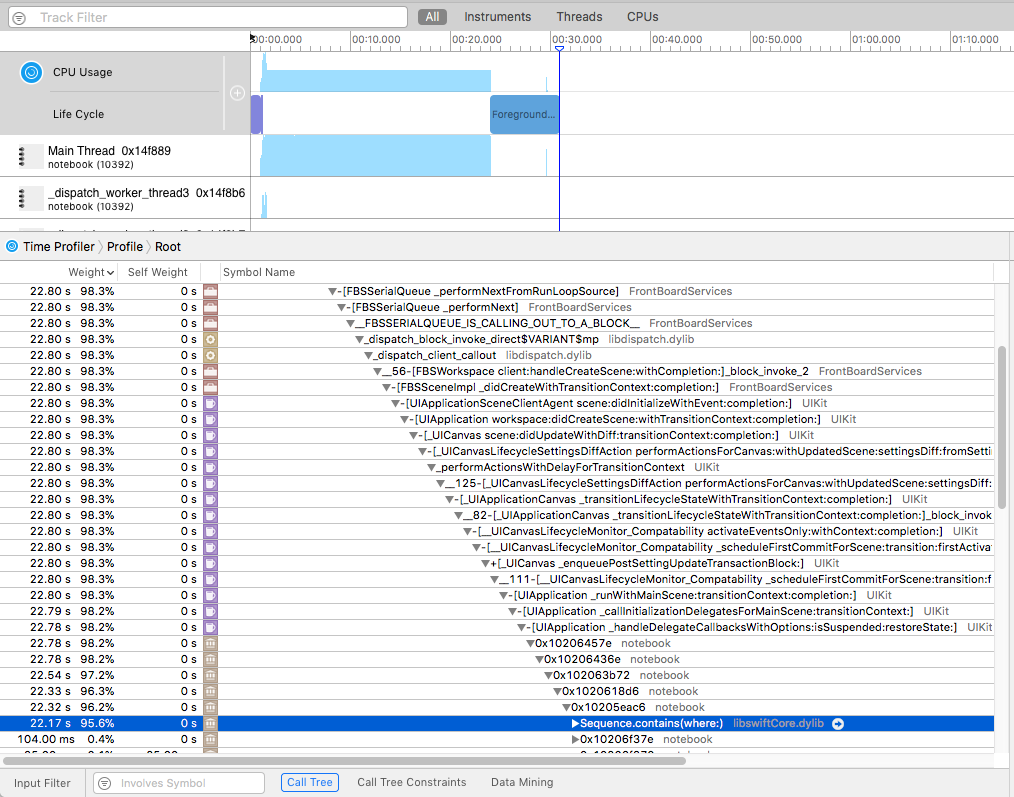 Track Filter All Instruments Threads CPUs
00:00.000 00:10.000 00:20.000 00:30.000 00:40.000 00:50.000 01:00.000 01:10.000
CPU Usage
Life Cycle Foreground...
Main Thread 0x14f889
notebook (10392)
_dispatch_worker_thread3 0x14f8b6
notebook (10392)
Time Profiler Profile Root
Weight Self Weight Symbol Name
22.80 s 98.3% 0 s -[FBSSerialQueue _performNextFromRunLoopSource] FrontBoardServices
22.80 s 98.3% 0 s -[FBSSerialQueue _performNext] FrontBoardServices
22.80 s 98.3% 0 s __FBSSERIALQUEUE_IS_CALLING_OUT_TO_A_BLOCK__ FrontBoardServices
22.80 s 98.3% 0 s _dispatch_block_invoke_direct$VARIANT$mp libdispatch.dylib
22.80 s 98.3% 0 s _dispatch_client_callout libdispatch.dylib
22.80 s 98.3% 0 s __56-[FBSWorkspace client:handleCreateScene:withCompletion:]_block_invoke_2 FrontBoardServices
22.80 s 98.3% 0 s -[FBSSceneImpl _didCreateWithTransitionContext:completion:] FrontBoardServices
22.80 s 98.3% 0 s -[UIApplicationSceneClientAgent scene:didInitializeWithEvent:completion:] UIKit
22.80 s 98.3% 0 s -[UIApplication workspace:didCreateScene:withTransitionContext:completion:] UIKit
22.80 s 98.3% 0 s -[_UICanvas scene:didUpdateWithDiff:transitionContext:completion:] UIKit
22.80 s 98.3% 0 s -[_UICanvasLifecycleSettingsDiffAction performActionsForCanvas:withUpdatedScene:settingsDiff:fromSetti
22.80 s 98.3% 0 s _performActionsWithDelayForTransitionContext UIKit
22.80 s 98.3% 0 s __125-[_UICanvasLifecycleSettingsDiffAction performActionsForCanvas:withUpdatedScene:settingsDiff:
22.80 s 98.3% 0 s -[_UIApplicationCanvas _transitionLifecycleStateWithTransitionContext:completion:] UIKit
22.80 s 98.3% 0 s __82-[_UIApplicationCanvas _transitionLifecycleStateWithTransitionContext:completion:]_block_invok
22.80 s 98.3% 0 s -[__UICanvasLifecycleMonitor_Compatability activateEventsOnly:withContext:completion:] UIKit
22.80 s 98.3% 0 s -[__UICanvasLifecycleMonitor_Compatability _scheduleFirstCommitForScene:transition:firstActiva
22.80 s 98.3% 0 s +[_UICanvas _enqueuePostSettingUpdateTransactionBlock:] UIKit
22.80 s 98.3% 0 s __111-[__UICanvasLifecycleMonitor_Compatability _scheduleFirstCommitForScene:transition:f
22.80 s 98.3% 0 s -[UIApplication _runWithMainScene:transitionContext:completion:] UIKit
22.79 s 98.2% 0 s -[UIApplication _callInitializationDelegatesForMainScene:transitionContext:] UIKit
22.78 s 98.2% 0 s -[UIApplication _handleDelegateCallbacksWithOptions:isSuspended:restoreState:] UIKit
22.78 s 98.2% 0 s 0x10206457e notebook
22.78 s 98.2% 0 s 0x10206436e notebook
22.54 s 97.2% 0 s 0x102063b72 notebook
22.33 s 96.3% 0 s 0x1020618d6 notebook
22.32 s 96.2% 0 s 0x10205eac6 notebook
22.17 s 95.6% 0 s Sequence.contains(where:) libswiftCore.dylib
104.00 ms 0.4% 0 s 0x10206f37e notebook
Input Filter Involves Symbol Call Tree Call Tree Constraints Data Mining